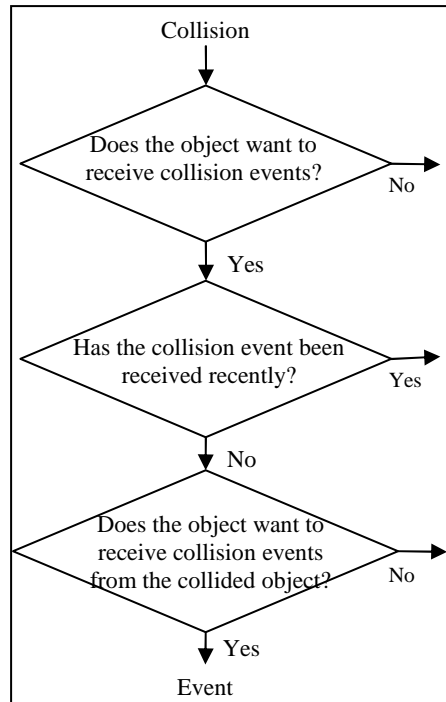 Collision
Does the object want to
receive collision events?
No
Yes
Has the collision event been
received recently?
Yes
No
Does the object want to
receive collision events
from the collided object?
No
Yes
Event